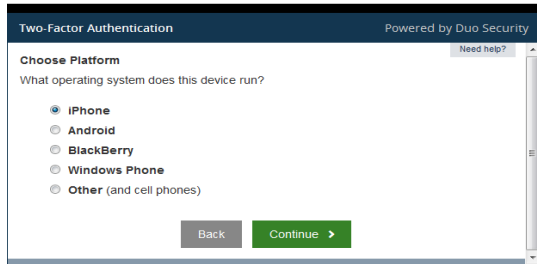 Two-Factor Authentication Powered by Duo Security
Need help?
Choose Platform
What operating system does this device run?
iPhone
Android
BlackBerry
Windows Phone
Other (and cell phones)
Back Continue